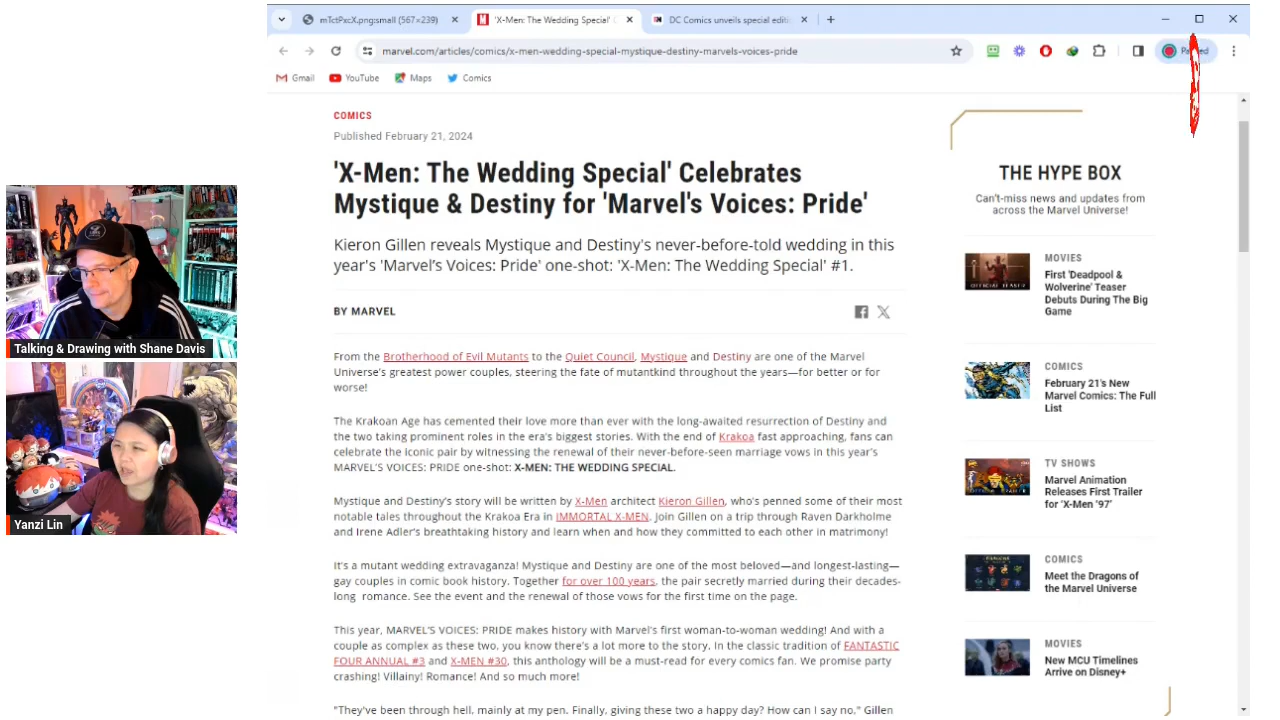 mTctPxcX.png:small (567×239)
'X-Men: The Wedding Special' C
DC Comics unveils special editi
marvel.com/articles/comics/x-men-wedding-special-mystique-destiny-marvels-voices-pride
Gmail YouTube Maps Comics
COMICS
Published February 21, 2024
'X-Men: The Wedding Special' Celebrates
Mystique & Destiny for 'Marvel's Voices: Pride'
Kieron Gillen reveals Mystique and Destiny's never-before-told wedding in this
year's 'Marvel's Voices: Pride' one-shot: 'X-Men: The Wedding Special' #1.
BY MARVEL
From the Brotherhood of Evil Mutants to the Quiet Council, Mystique and Destiny are one of the Marvel
Universe's greatest power couples, steering the fate of mutantkind throughout the years—for better or for
worse!
The Krakoan Age has cemented their love more than ever with the long-awaited resurrection of Destiny and
the two taking prominent roles in the era's biggest stories. With the end of Krakoa fast approaching, fans can
celebrate the iconic pair by witnessing the renewal of their never-before-seen marriage vows in this year's
MARVEL'S VOICES: PRIDE one-shot: X-MEN: THE WEDDING SPECIAL.
Mystique and Destiny's story will be written by X-Men architect Kieron Gillen, who's penned some of their most
notable tales throughout the Krakoa Era in IMMORTAL X-MEN. Join Gillen on a trip through Raven Darkholme
and Irene Adler's breathtaking history and learn when and how they committed to each other in matrimony!
It's a mutant wedding extravaganza! Mystique and Destiny are one of the most beloved—and longest-lasting—
gay couples in comic book history. Together for over 100 years, the pair secretly married during their decades-
long romance. See the event and the renewal of those vows for the first time on the page.
This year, MARVEL'S VOICES: PRIDE makes history with Marvel's first woman-to-woman wedding! And with a
couple as complex as these two, you know there's a lot more to the story. In the classic tradition of FANTASTIC
FOUR ANNUAL #3 and X-MEN #30, this anthology will be a must-read for every comics fan. We promise party
crashing! Villainy! Romance! And so much more!
"They've been through hell, mainly at my pen. Finally, giving these two a happy day? How can I say no," Gillen
THE HYPE BOX
Can't-miss news and updates from
across the Marvel Universe!
MOVIES
First 'Deadpool &
Wolverine' Teaser
Debuts During The Big
Game
OFFICIAL TEASER
COMICS
February 21's New
Marvel Comics: The Full
List
TV SHOWS
Marvel Animation
Releases First Trailer
for 'X-Men '97'
COMICS
Meet the Dragons of
the Marvel Universe
MOVIES
New MCU Timelines
Arrive on Disney+
Talking & Drawing with Shane Davis
Yanzi Lin